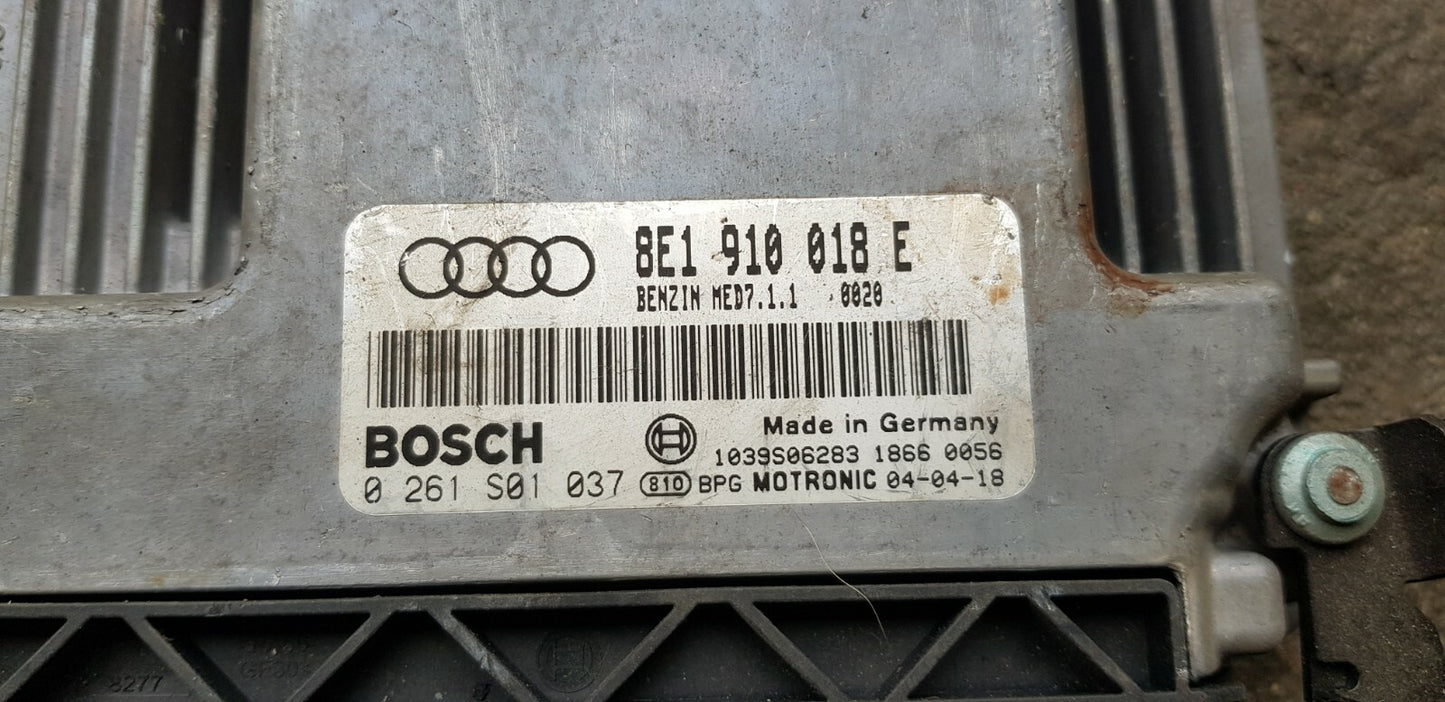 8E1 910 018 E
BENZIN MED7.1.1 0020
BOSCH
Made in Germany
1039S06283 1866 0056
0 261 S01 037 810 BPG MOTRONIC 04-04-18
8277